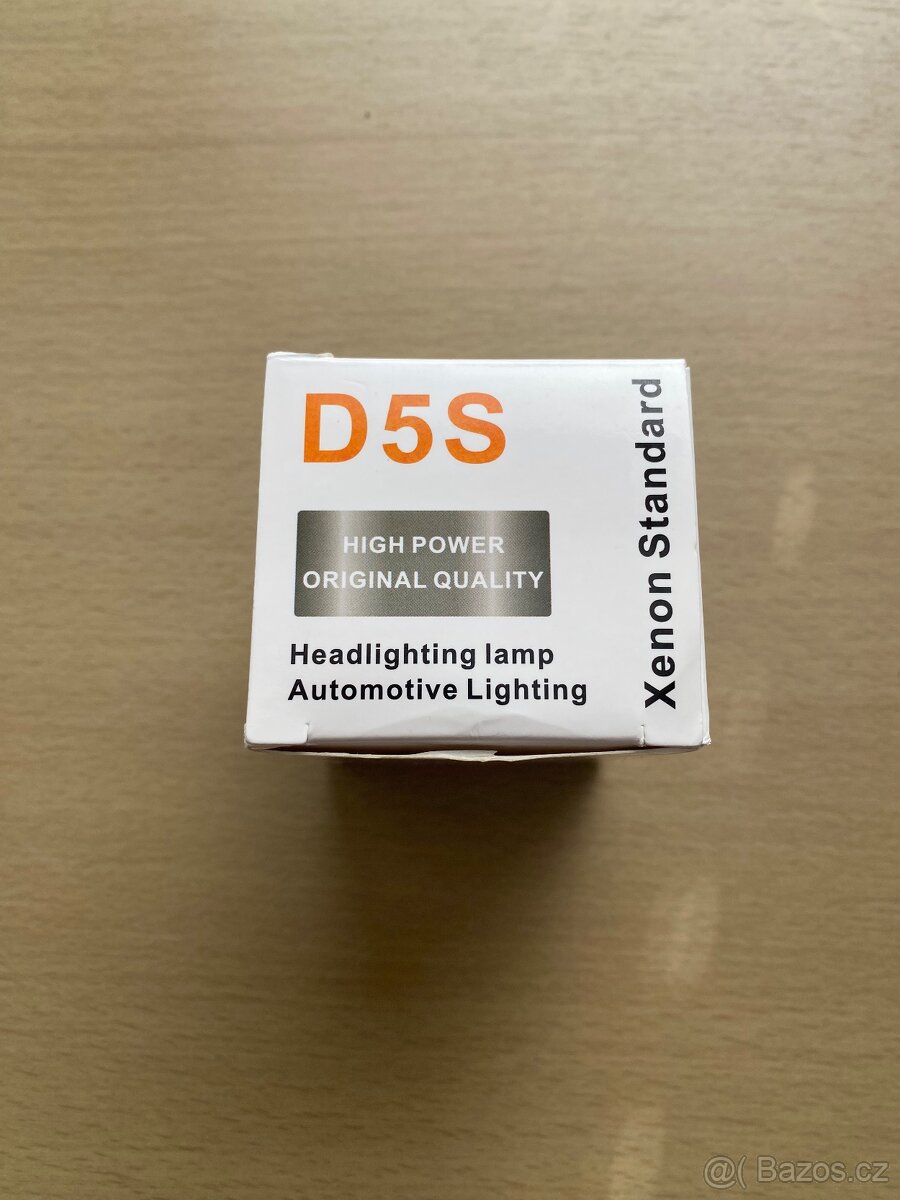 D5S
HIGH POWER
ORIGINAL QUALITY
Headlighting lamp
Automotive Lighting
Xenon Standard
@( Bazos.cz